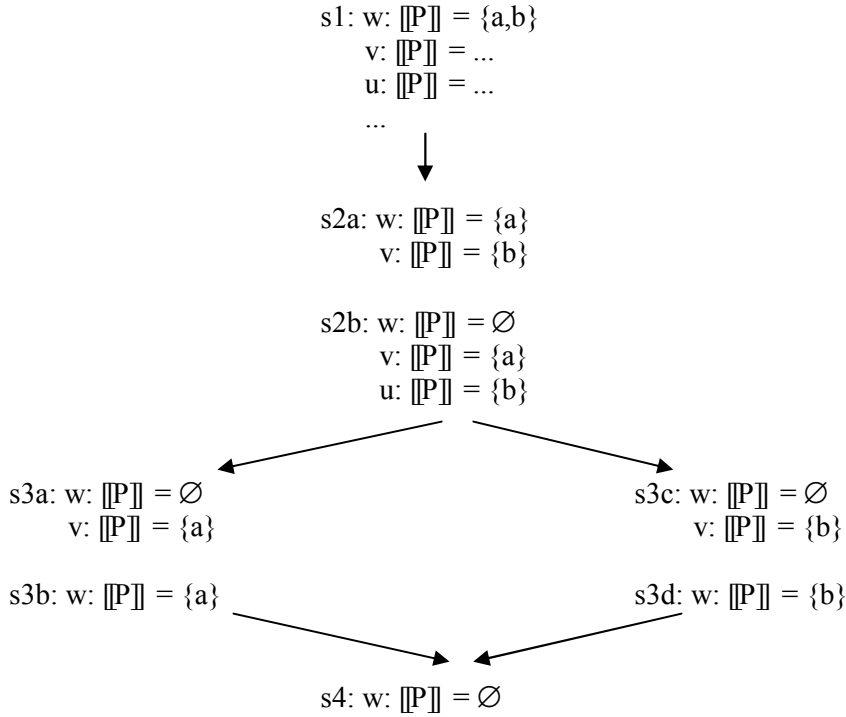 s1: w: ⟦P⟧ = {a,b}
v: ⟦P⟧ = ...
u: ⟦P⟧ = ...
...
s2a: w: ⟦P⟧ = {a}
v: ⟦P⟧ = {b}
s2b: w: ⟦P⟧ = ∅
v: ⟦P⟧ = {a}
u: ⟦P⟧ = {b}
s3a: w: ⟦P⟧ = ∅
v: ⟦P⟧ = {a}
s3c: w: ⟦P⟧ = ∅
v: ⟦P⟧ = {b}
s3b: w: ⟦P⟧ = {a}
s3d: w: ⟦P⟧ = {b}
s4: w: ⟦P⟧ = ∅